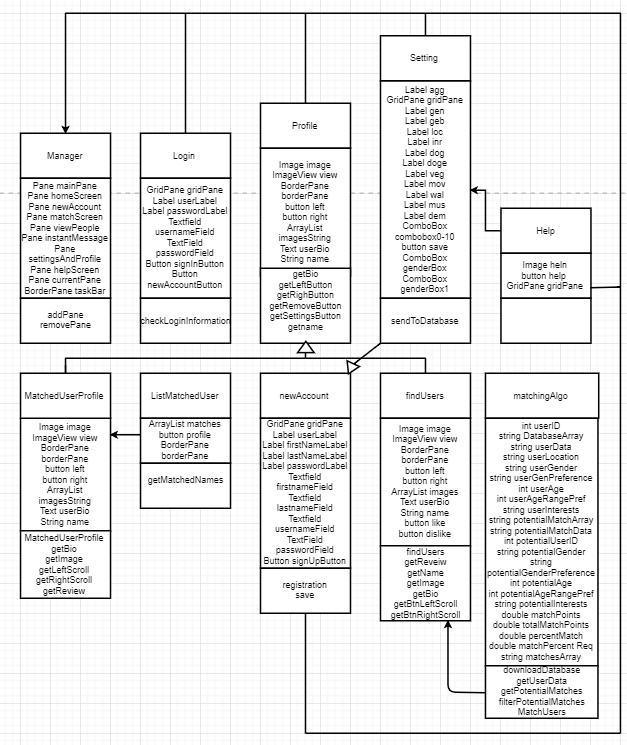 Setting
Label agg
GridPane gridPane
Label gen
Label geb
Label loc
Label inr
Label dog
Label doge
Label veg
Label mov
Label wal
Label mus
Label dem
ComboBox
combobox0-10
button save
ComboBox
genderBox
ComboBox
genderBox1
sendToDatabase
Profile
Image image
ImageView view
BorderPane
borderPane
button left
button right
ArrayList
imagesString
Text userBio
String name
getBio
getLeftButton
getRighButton
getRemoveButton
getSettingsButton
getname
Manager
Pane mainPane
Pane homeScreen
Pane newAccount
Pane matchScreen
Pane viewPeople
Pane instantMessage
Pane
settingsAndProfile
Pane helpScreen
Pane currentPane
BorderPane taskBar
addPane
removePane
Login
GridPane gridPane
Label userLabel
Label passwordLabel
Textfield
usernameField
TextField
passwordField
Button signInButton
Button
newAccountButton
checkLoginInformation
Help
Image heln
button help
GridPane gridPane
MatchedUserProfile
Image image
ImageView view
BorderPane
borderPane
button left
button right
ArrayList
imagesString
Text userBio
String name
MatchedUserProfile
getBio
getImage
getLeftScroll
getRightScroll
getReview
ListMatchedUser
ArrayList matches
button profile
BorderPane
borderPane
getMatchedNames
newAccount
GridPane gridPane
Label userLabel
Label firstNameLabel
Label lastNameLabel
Label passwordLabel
Textfield
firstnameField
Textfield
lastnameField
Textfield
usernameField
TextField
passwordField
Button signUpButton
registration
save
findUsers
Image image
ImageView view
BorderPane
borderPane
button left
button right
ArrayList images
Text userBio
String name
button like
button dislike
findUsers
getReveiw
getName
getImage
getBio
getBtnLeftScroll
getBtnRightScroll
matchingAlgo
int userID
string DatabaseArray
string userData
string userLocation
string userGender
string userGenPreference
int userAge
int userAgeRangePref
string userInterests
string potentialMatchArray
string potentialMatchData
int potentialUserID
string potentialGender
string
potentialGenderPreference
int potentialAge
int potentialAgeRangePref
string potentialInterests
double matchPoints
double totalMatchPoints
double percentMatch
double matchPercent Req
string matchesArray
downloadDatabase
getUserData
getPotentialMatches
filterPotentialMatches
MatchUsers